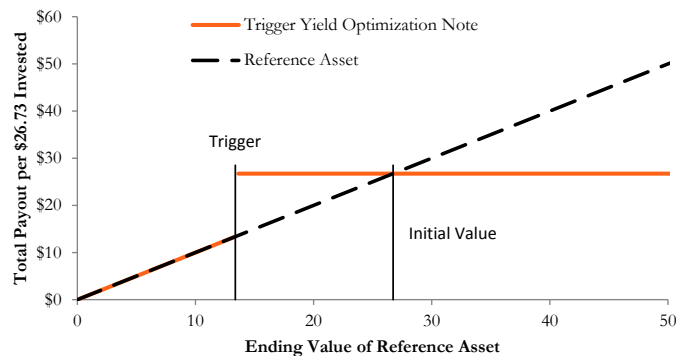 $60
Trigger Yield Optimization Note
$50
Reference Asset
$40
Trigger
$30
$20
Initial Value
$10
$0
0
10
20
30
40
50
Total Payout per $26.73 Invested
Ending Value of Reference Asset